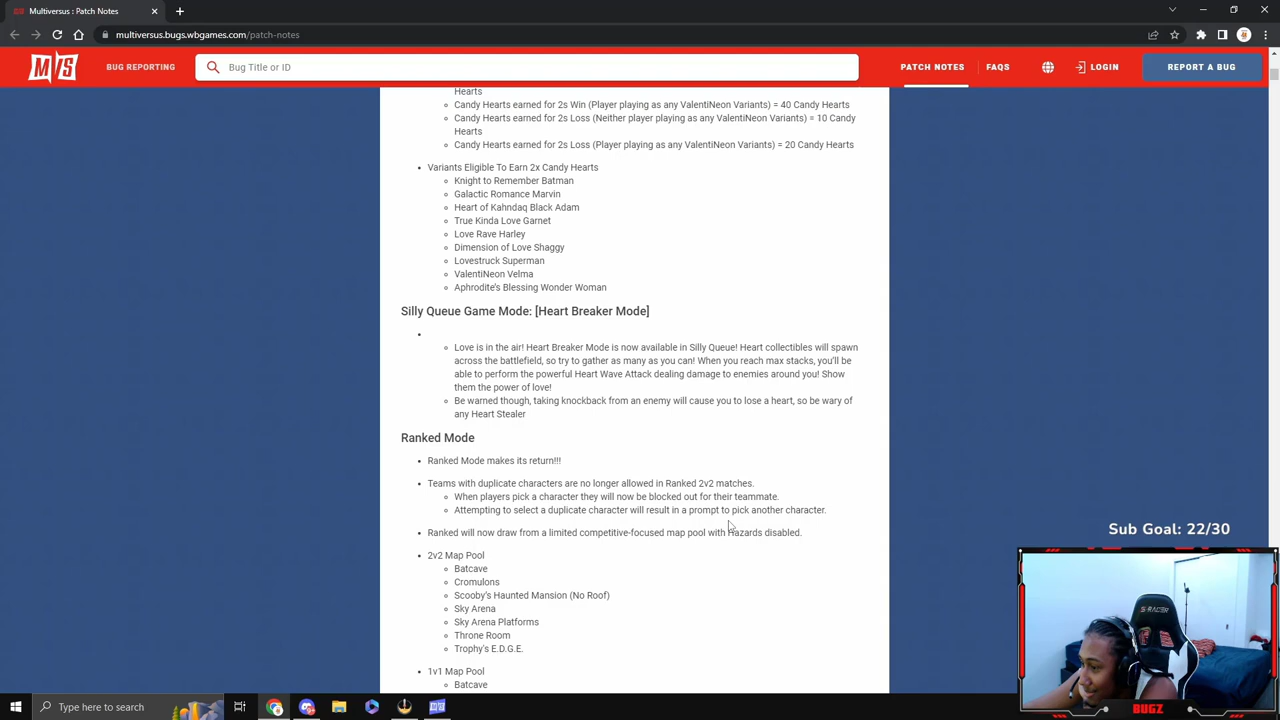 Multiversus : Patch Notes
multiversus.bugs.wbgames.com/patch-notes
M/S
BUG REPORTING
Bug Title or ID
PATCH NOTES
FAQS
LOGIN
REPORT A BUG
Hearts
Candy Hearts earned for 2s Win (Player playing as any ValentiNeon Variants) = 40 Candy Hearts
Candy Hearts earned for 2s Loss (Neither player playing as any ValentiNeon Variants) = 10 Candy
Hearts
Candy Hearts earned for 2s Loss (Player playing as any ValentiNeon Variants) = 20 Candy Hearts
Variants Eligible To Earn 2x Candy Hearts
Knight to Remember Batman
Galactic Romance Marvin
Heart of Kahndaq Black Adam
True Kinda Love Garnet
Love Rave Harley
Dimension of Love Shaggy
Lovestruck Superman
ValentiNeon Velma
Aphrodite's Blessing Wonder Woman
Silly Queue Game Mode: [Heart Breaker Mode]
Love is in the air! Heart Breaker Mode is now available in Silly Queue! Heart collectibles will spawn
across the battlefield, so try to gather as many as you can! When you reach max stacks, you'll be
able to perform the powerful Heart Wave Attack dealing damage to enemies around you! Show
them the power of love!
Be warned though, taking knockback from an enemy will cause you to lose a heart, so be wary of
any Heart Stealer
Ranked Mode
Ranked Mode makes its return!!!
Teams with duplicate characters are no longer allowed in Ranked 2v2 matches.
When players pick a character they will now be blocked out for their teammate.
Attempting to select a duplicate character will result in a prompt to pick another character.
Ranked will now draw from a limited competitive-focused map pool with Hazards disabled.
2v2 Map Pool
Batcave
Cromulons
Scooby's Haunted Mansion (No Roof)
Sky Arena
Sky Arena Platforms
Throne Room
Trophy's E.D.G.E.
1v1 Map Pool
Batcave
Sub Goal: 22/30
S-RACER
BUGZ
Type here to search